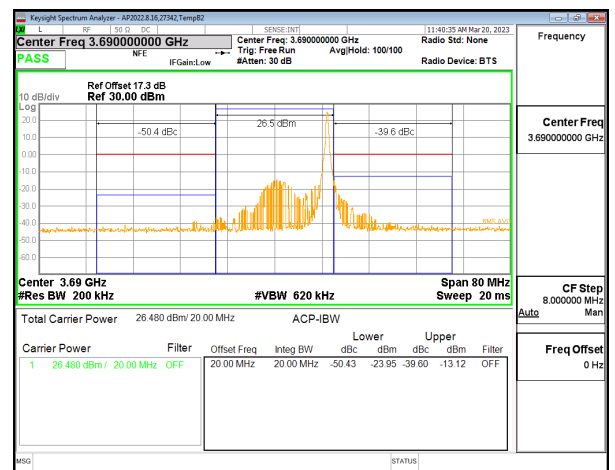 Keysight Spectrum Analyzer - AP2022.8.16,27342,TempB2
L RF 50 Ω DC SENSE:INT 11:40:35 AM Mar 20, 2023
Center Freq 3.690000000 GHz Center Freq: 3.690000000 GHz Radio Std: None
PASS NFE Trig: Free Run Avg|Hold: 100/100
IFGain:Low #Atten: 30 dB Radio Device: BTS
Ref Offset 17.3 dB
10 dB/div Ref 30.00 dBm
Log
20.0
10.0
0.00
-10.0
-20.0
-30.0
-40.0
-50.0
-60.0
-50.4 dBc
26.5 dBm
-39.6 dBc
Center 3.69 GHz Span 80 MHz
#Res BW 200 kHz #VBW 620 kHz Sweep 20 ms
Total Carrier Power 26.480 dBm/ 20.00 MHz ACP-IBW
Lower Upper
Carrier Power Filter Offset Freq Integ BW dBc dBm dBc dBm Filter
1 26.480 dBm / 20.00 MHz OFF 20.00 MHz 20.00 MHz -50.43 -23.95 -39.60 -13.12 OFF
MSG STATUS
Frequency
Center Freq
3.690000000 GHz
CF Step
8.000000 MHz
Auto Man
Freq Offset
0 Hz